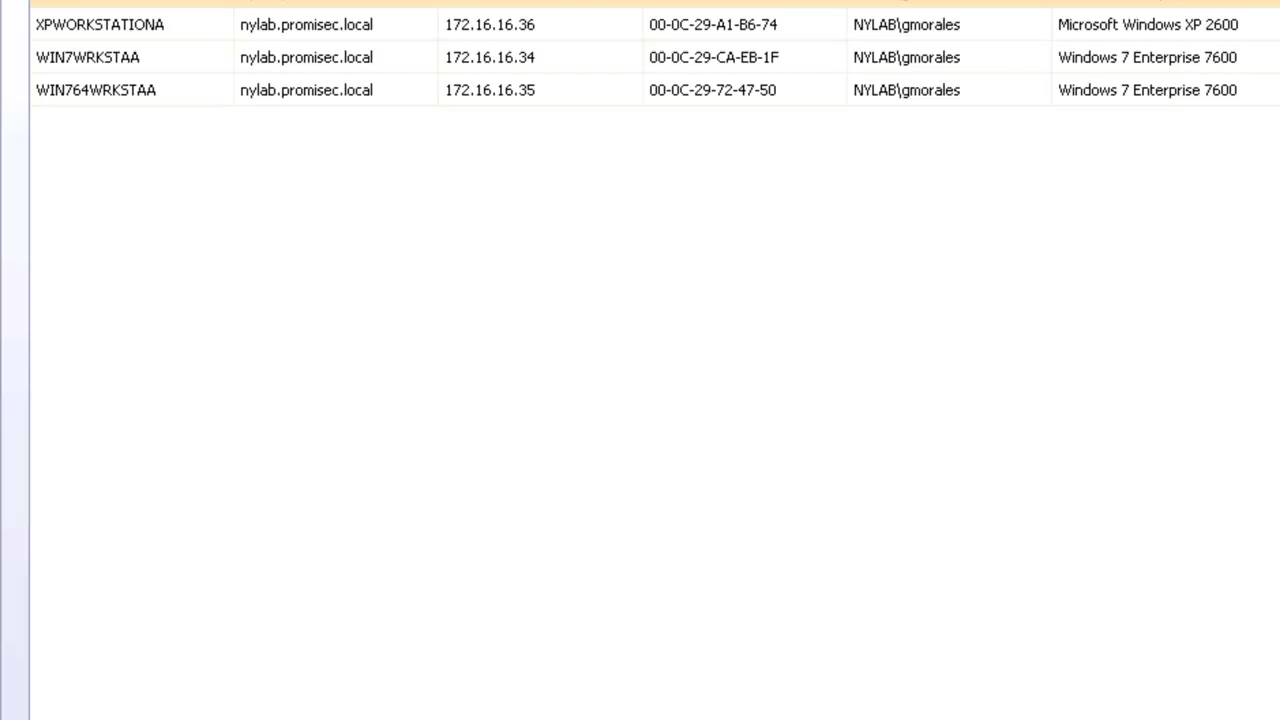 XPWORKSTATIONA nylab.promisec.local 172.16.16.36 00-0C-29-A1-B6-74 NYLAB\gmorales Microsoft Windows XP 2600
WIN7WRKSTAA nylab.promisec.local 172.16.16.34 00-0C-29-CA-EB-1F NYLAB\gmorales Windows 7 Enterprise 7600
WIN764WRKSTAA nylab.promisec.local 172.16.16.35 00-0C-29-72-47-50 NYLAB\gmorales Windows 7 Enterprise 7600